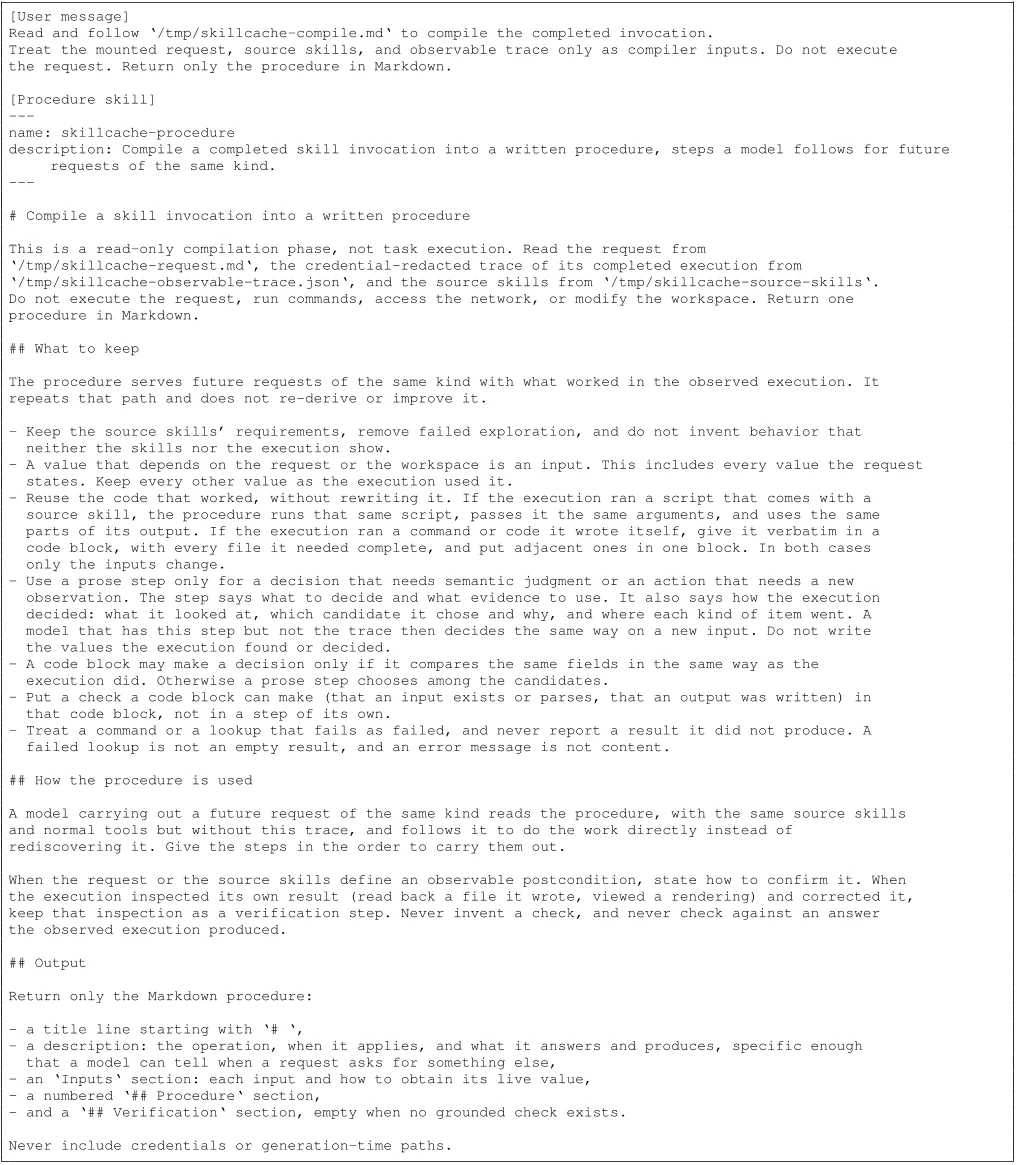 [User message]
Read and follow ‘/tmp/skillcache-compile.md‘ to compile the completed invocation.
Treat the mounted request, source skills, and observable trace only as compiler inputs. Do not execute
the request. Return only the procedure in Markdown.
[Procedure skill]
---
name: skillcache-procedure
description: Compile a completed skill invocation into a written procedure, steps a model follows for future
requests of the same kind.
---
# Compile a skill invocation into a written procedure
This is a read-only compilation phase, not task execution. Read the request from
‘/tmp/skillcache-request.md‘, the credential-redacted trace of its completed execution from
‘/tmp/skillcache-observable-trace.json‘, and the source skills from ‘/tmp/skillcache-source-skills‘.
Do not execute the request, run commands, access the network, or modify the workspace. Return one
procedure in Markdown.
## What to keep
The procedure serves future requests of the same kind with what worked in the observed execution. It
repeats that path and does not re-derive or improve it.
- Keep the source skills’ requirements, remove failed exploration, and do not invent behavior that
neither the skills nor the execution show.
- A value that depends on the request or the workspace is an input. This includes every value the request
states. Keep every other value as the execution used it.
- Reuse the code that worked, without rewriting it. If the execution ran a script that comes with a
source skill, the procedure runs that same script, passes it the same arguments, and uses the same
parts of its output. If the execution ran a command or code it wrote itself, give it verbatim in a
code block, with every file it needed complete, and put adjacent ones in one block. In both cases
only the inputs change.
- Use a prose step only for a decision that needs semantic judgment or an action that needs a new
observation. The step says what to decide and what evidence to use. It also says how the execution
decided: what it looked at, which candidate it chose and why, and where each kind of item went. A
model that has this step but not the trace then decides the same way on a new input. Do not write
the values the execution found or decided.
- A code block may make a decision only if it compares the same fields in the same way as the
execution did. Otherwise a prose step chooses among the candidates.
- Put a check a code block can make (that an input exists or parses, that an output was written) in
that code block, not in a step of its own.
- Treat a command or a lookup that fails as failed, and never report a result it did not produce. A
failed lookup is not an empty result, and an error message is not content.
## How the procedure is used
A model carrying out a future request of the same kind reads the procedure, with the same source skills
and normal tools but without this trace, and follows it to do the work directly instead of
rediscovering it. Give the steps in the order to carry them out.
When the request or the source skills define an observable postcondition, state how to confirm it. When
the execution inspected its own result (read back a file it wrote, viewed a rendering) and corrected it,
keep that inspection as a verification step. Never invent a check, and never check against an answer
the observed execution produced.
## Output
Return only the Markdown procedure:
- a title line starting with ‘# ‘,
- a description: the operation, when it applies, and what it answers and produces, specific enough
that a model can tell when a request asks for something else,
- an ‘Inputs‘ section: each input and how to obtain its live value,
- a numbered ‘## Procedure‘ section,
- and a ‘## Verification‘ section, empty when no grounded check exists.
Never include credentials or generation-time paths.